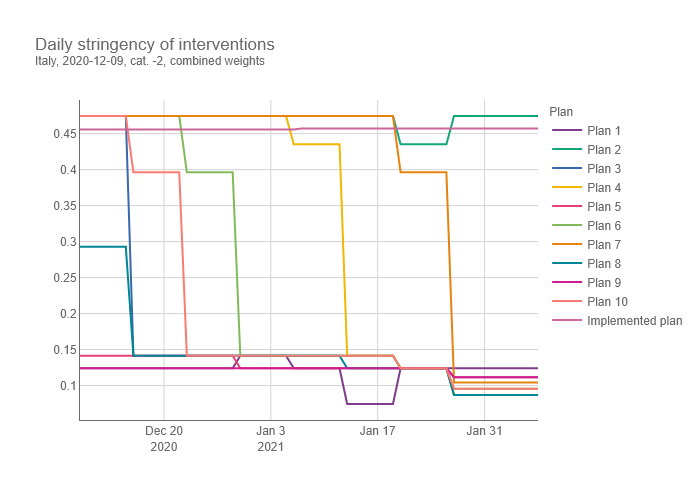 Daily stringency of interventions
Italy, 2020-12-09, cat. -2, combined weights
Plan
Plan 1
Plan 2
Plan 3
Plan 4
Plan 5
Plan 6
Plan 7
Plan 8
Plan 9
Plan 10
Implemented plan
0.45
0.4
0.35
0.3
0.25
0.2
0.15
0.1
Dec 20
2020
Jan 3
2021
Jan 17
Jan 31